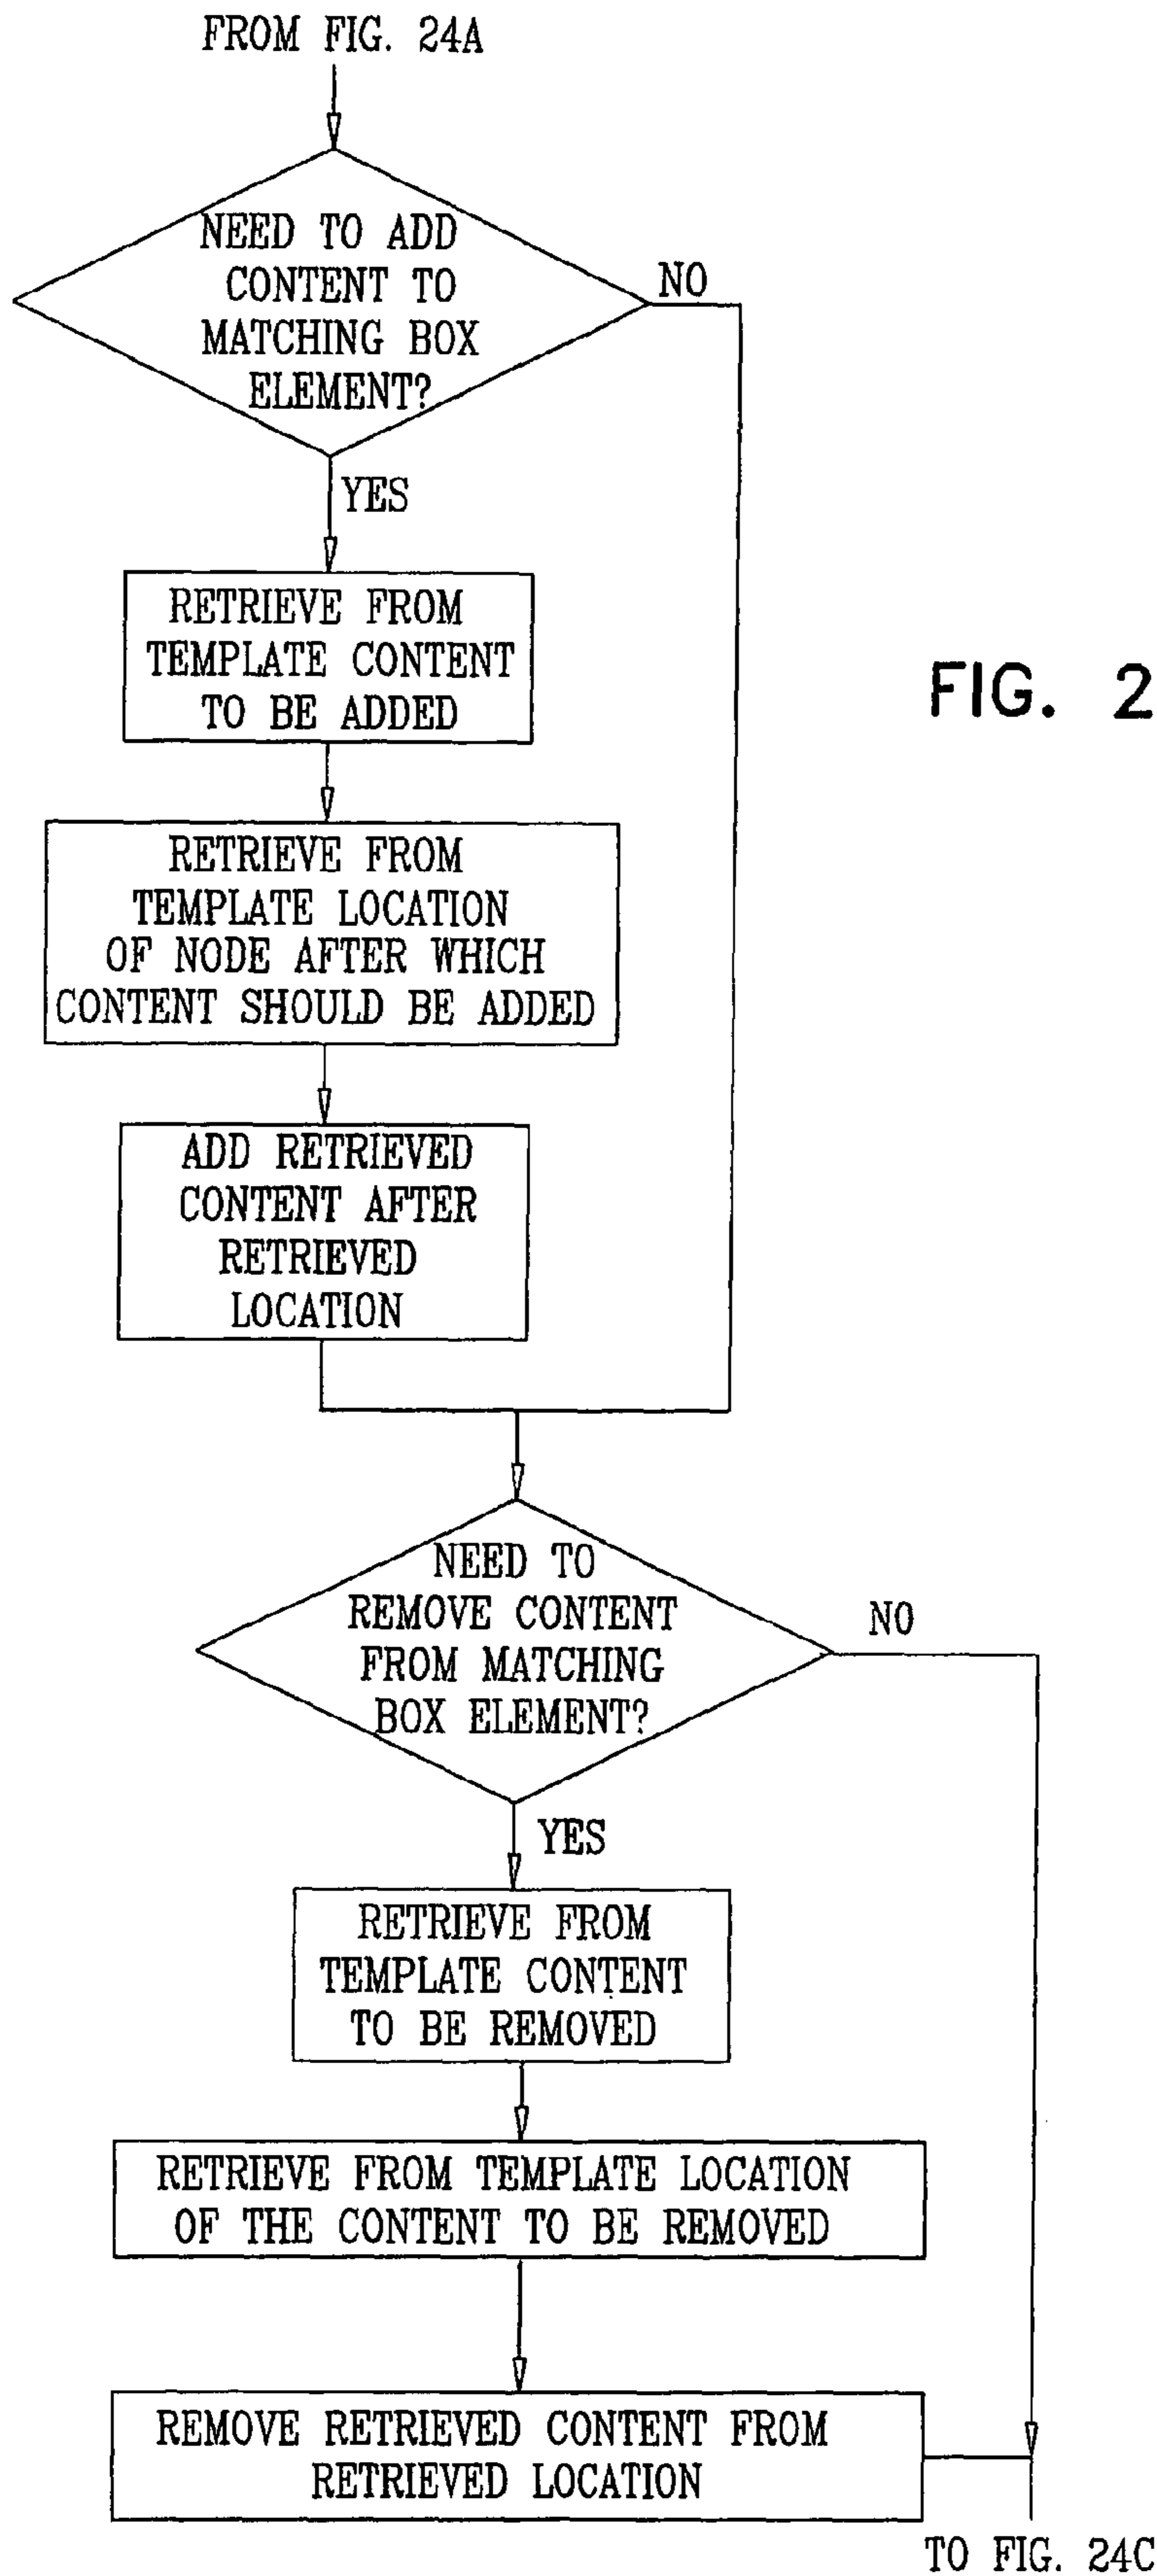 FROM FIG. 24A
NEED TO ADD
CONTENT TO
MATCHING BOX
ELEMENT?
NO
YES
RETRIEVE FROM
TEMPLATE CONTENT
TO BE ADDED
FIG. 2
RETRIEVE FROM
TEMPLATE LOCATION
OF NODE AFTER WHICH
CONTENT SHOULD BE ADDED
ADD RETRIEVED
CONTENT AFTER
RETRIEVED
LOCATION
NEED TO
REMOVE CONTENT
FROM MATCHING
BOX ELEMENT?
NO
YES
RETRIEVE FROM
TEMPLATE CONTENT
TO BE REMOVED
RETRIEVE FROM TEMPLATE LOCATION
OF THE CONTENT TO BE REMOVED
REMOVE RETRIEVED CONTENT FROM
RETRIEVED LOCATION
TO FIG. 24C